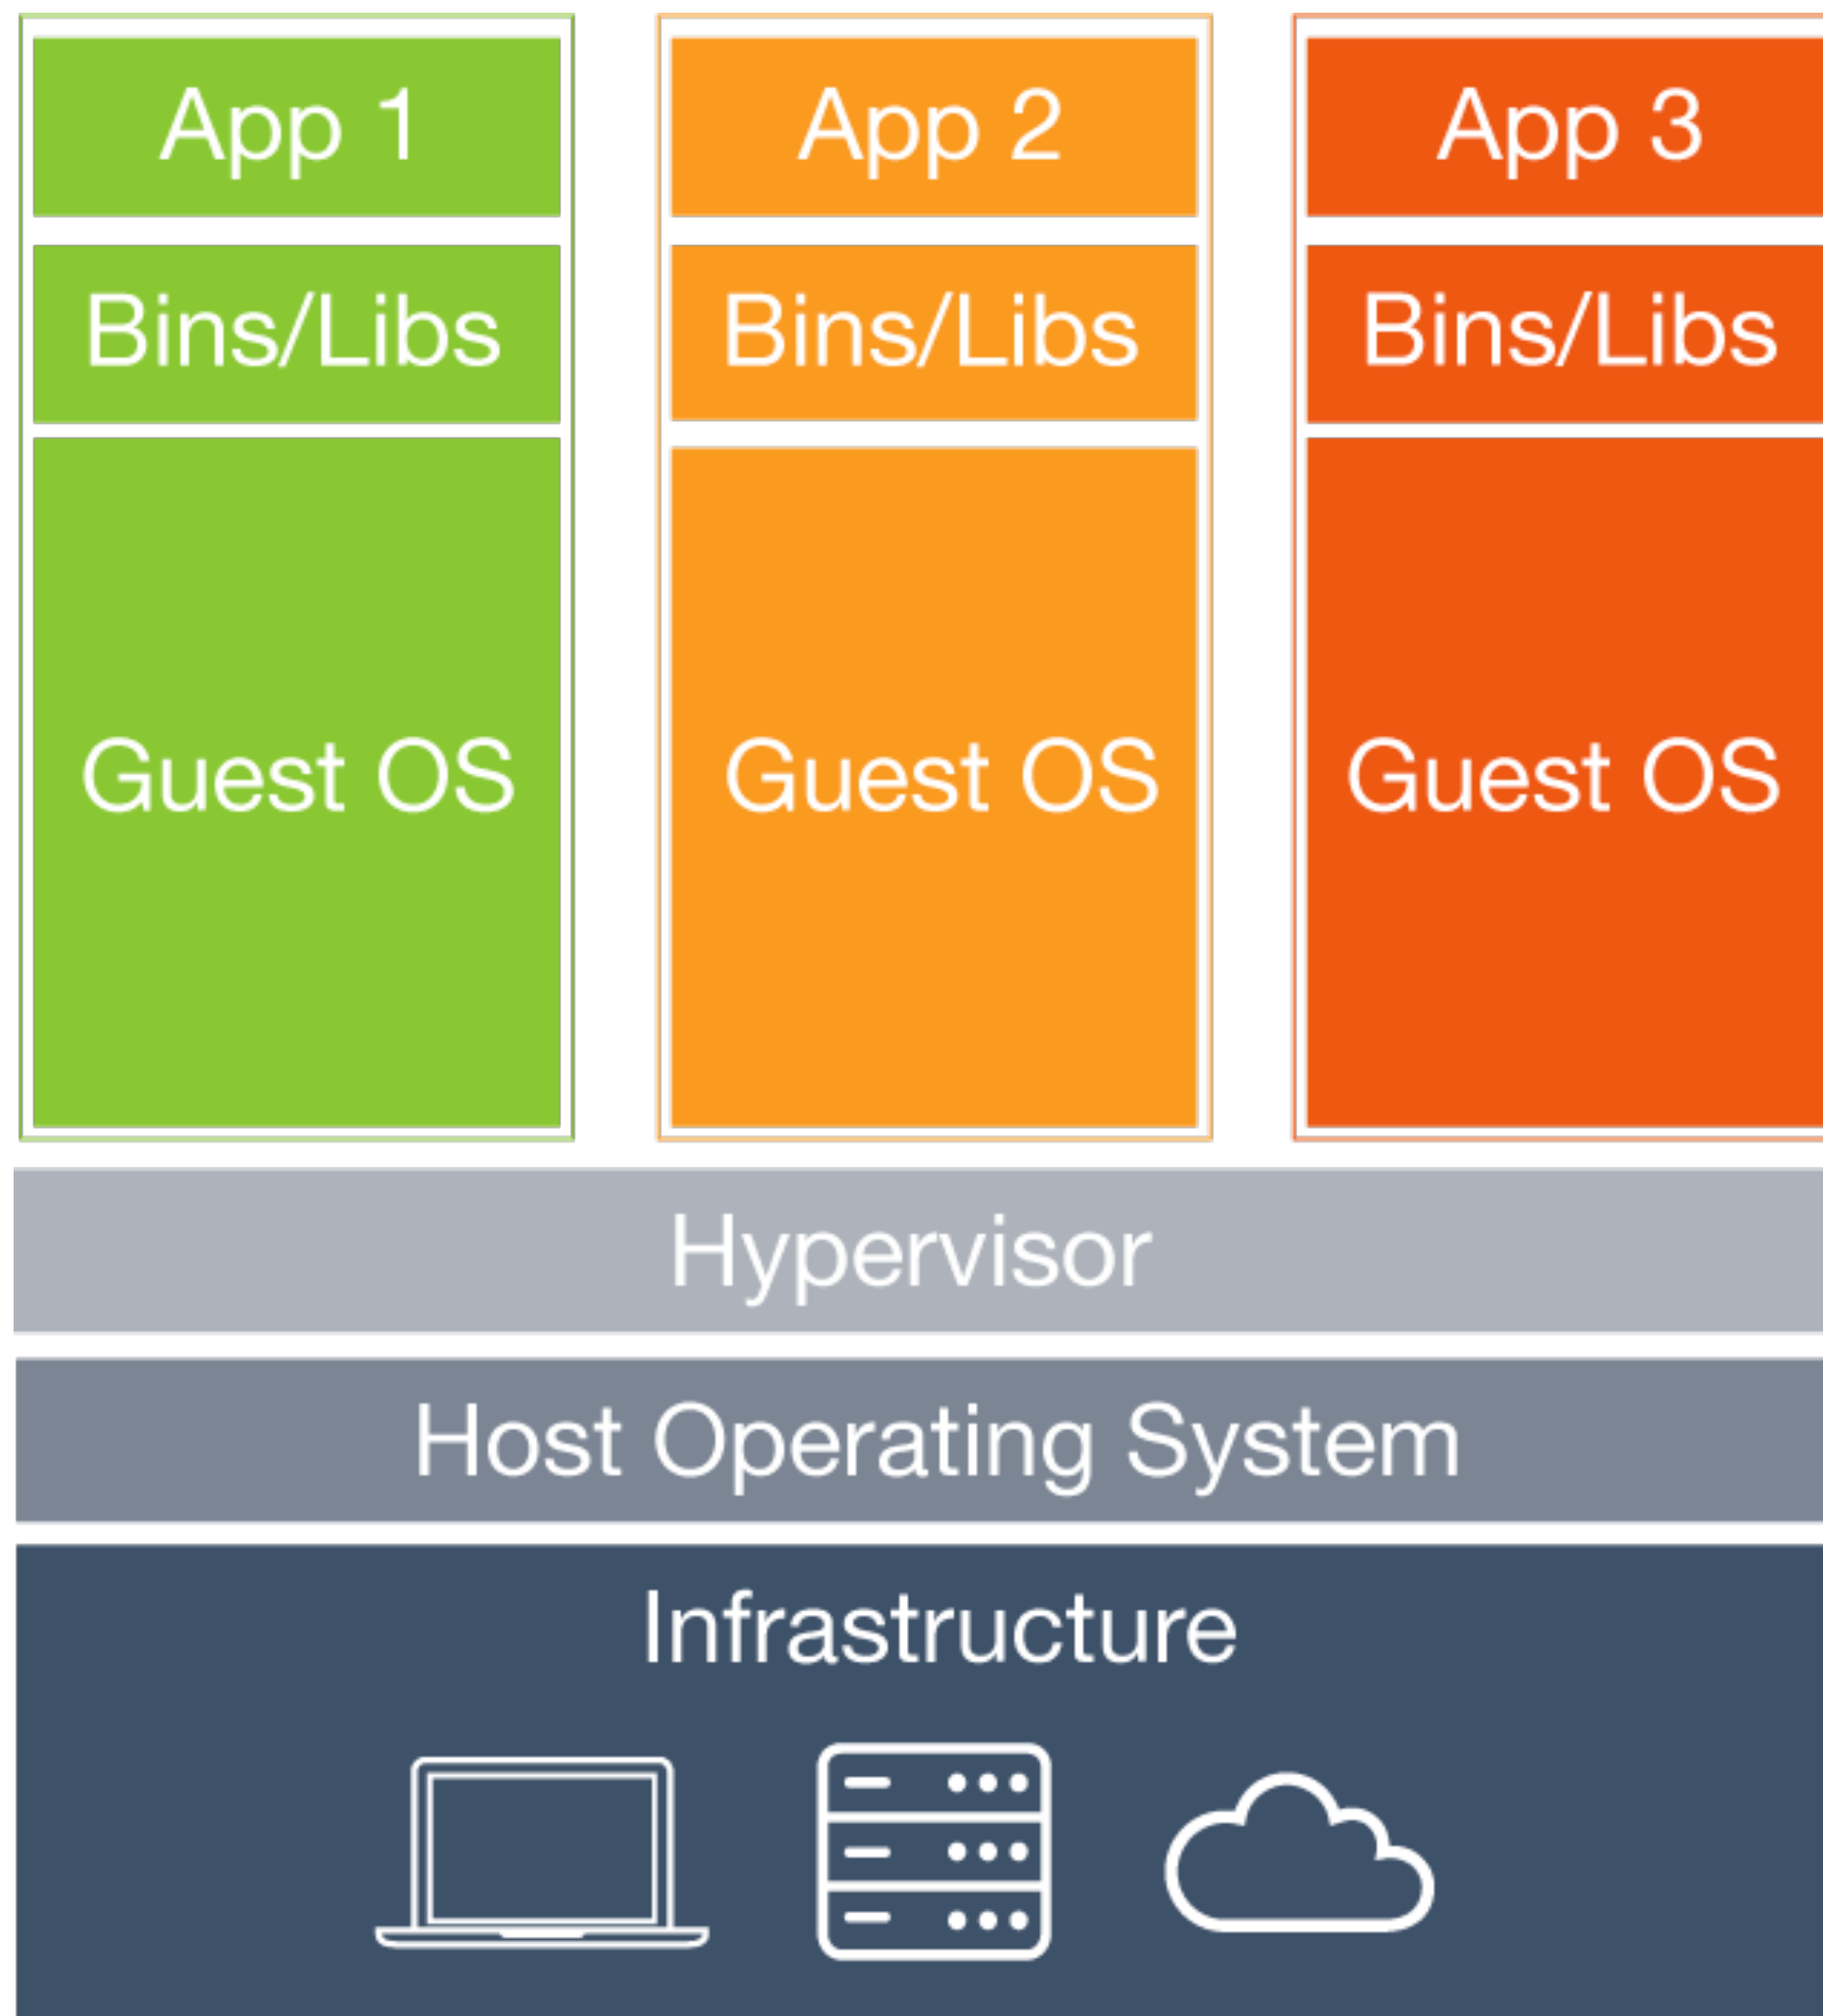 App 1
App 2
App 3
Bins/Libs
Bins/Libs
Bins/Libs
Guest OS
Guest OS
Guest OS
Hypervisor
Host Operating System
Infrastructure